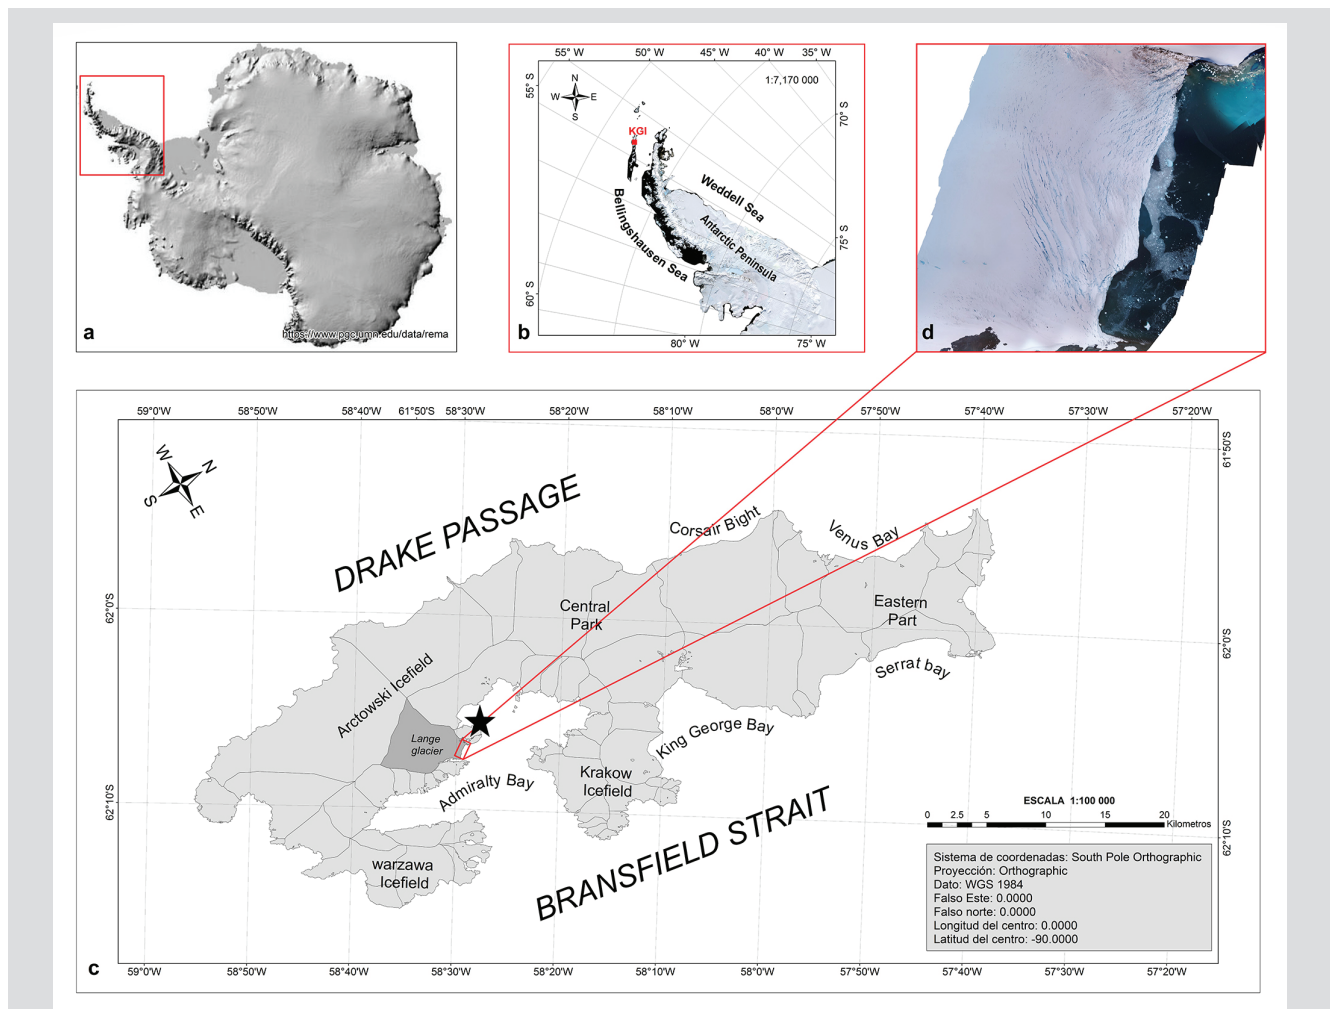 https://www.pgc.umn.edu/data/rema
a
55° W
50° W
45° W
40° W
35° W
1:7,170 000
N
W
E
S
55° S
70° S
KGI
Weddell Sea
Bellingshausen Sea
Antarctic Peninsula
75° S
60° S
b
80° W
75° W
d
59°0'W
58°50'W
58°40'W
61°50'S
58°30'W
58°20'W
58°10'W
58°0'W
57°50'W
57°40'W
57°30'W
57°20'W
61°50'S
W
N
S
E
DRAKE PASSAGE
Corsair Bight
Venus Bay
62°0'S
Central
Park
Eastern
Part
62°0'S
Arctowski Icefield
Serrat bay
Lange
glacier
King George Bay
Admiralty Bay
Krakow
Icefield
62°10'S
BRANSFIELD STRAIT
ESCALA 1:100 000
0
2.5
5
10
15
20
Kilometros
62°10'S
warzawa
Icefield
Sistema de coordenadas: South Pole Orthographic
Proyección: Orthographic
Dato: WGS 1984
Falso Este: 0.0000
Falso norte: 0.0000
Longitud del centro: 0.0000
Latitud del centro: -90.0000
c
59°0'W
58°50'W
58°40'W
58°30'W
58°20'W
58°10'W
58°0'W
57°50'W
57°40'W
57°30'W
57°20'W